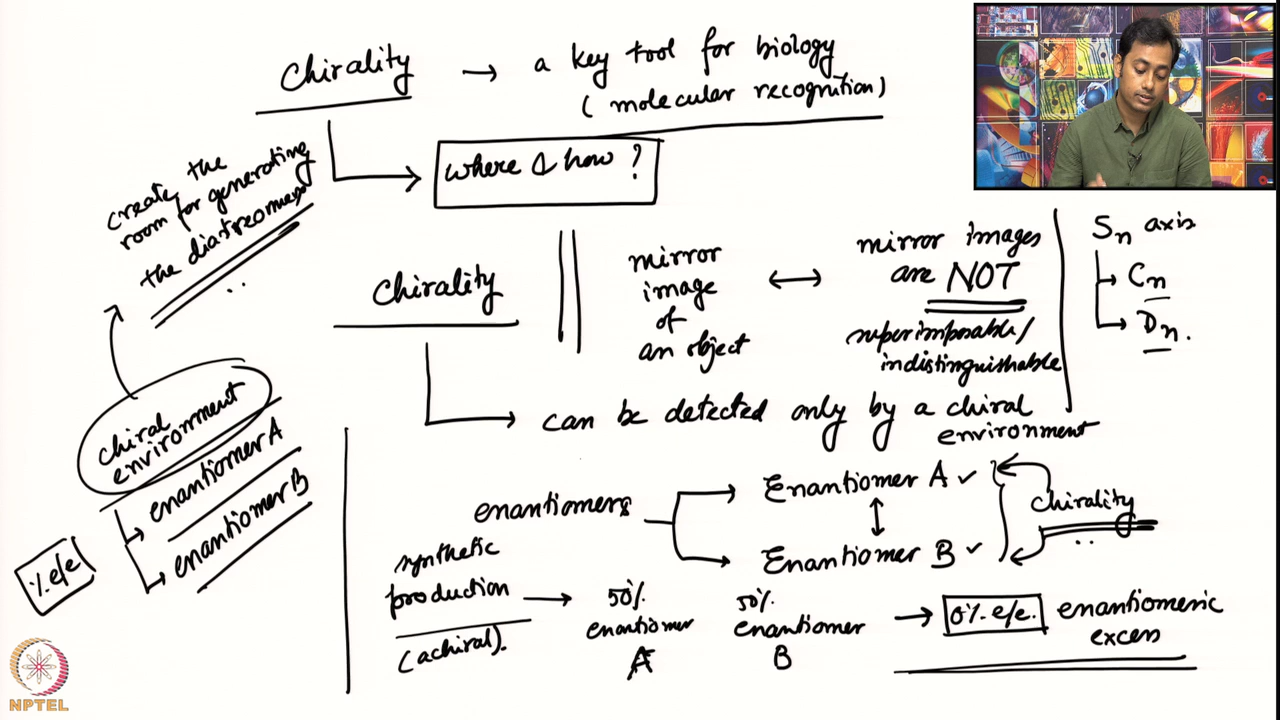 Chirality → a key tool for biology
(molecular recognition)
where & how ?
create the
room for generating
the diastreomers
Chirality
mirror
image
of
an object
mirror images
are NOT
superimposable/
indistinguishable
Sn axis
Cn
Dn.
can be detected only by a chiral
environment
chiral
environment
enantiomer A
enantiomer B
%e/e
enantiomers
Enantiomer A ✓
Enantiomer B ✓
chirality
synthetic
production →
(achiral).
50%
enantiomer
A
50%
enantiomer
B
→ 0% e/e. enantiomeric
excess
NPTEL